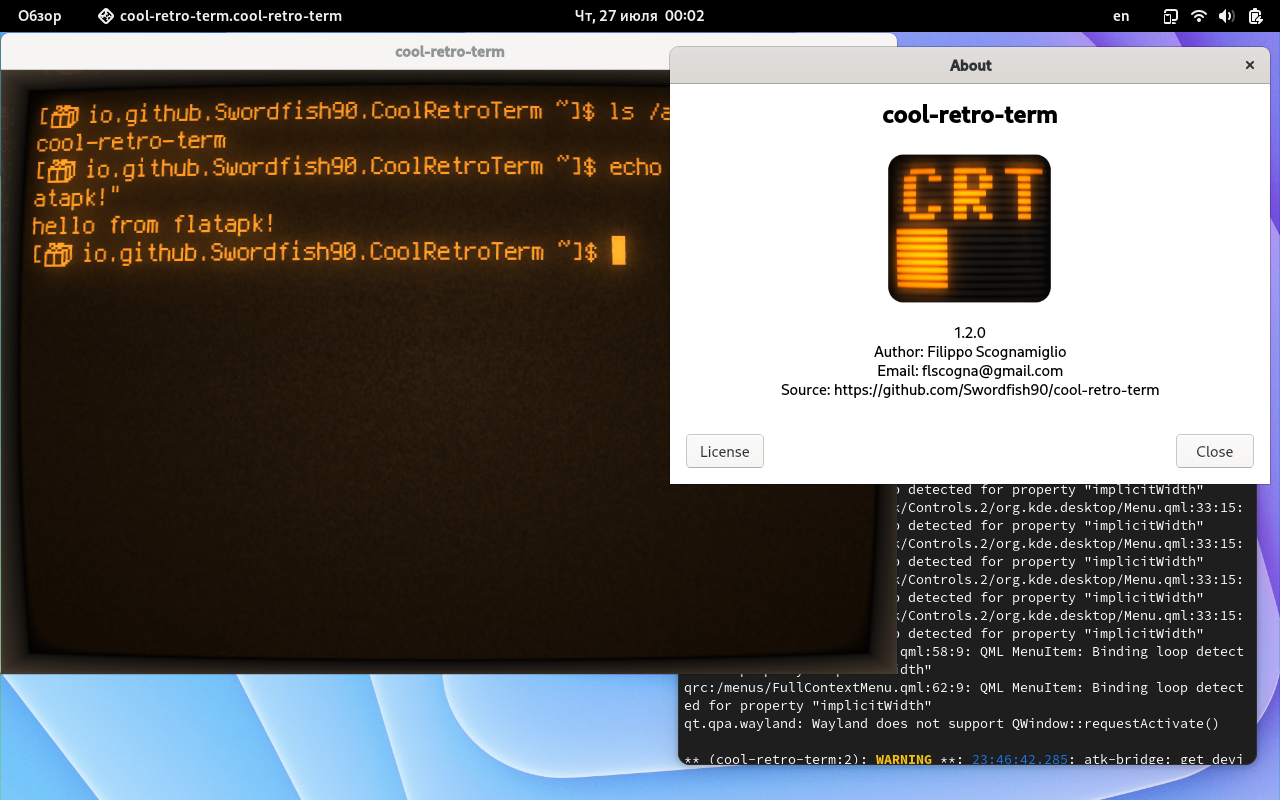 Обзор
cool-retro-term.cool-retro-term
Чт, 27 июля 00:02
en
cool-retro-term
[ io.github.Swordfish90.CoolRetroTerm ~]$ ls /a
cool-retro-term
[ io.github.Swordfish90.CoolRetroTerm ~]$ echo
atapk!"
hello from flatapk!
[ io.github.Swordfish90.CoolRetroTerm ~]$
About
cool-retro-term
CRT
1.2.0
Author: Filippo Scognamiglio
Email: flscogna@gmail.com
Source: https://github.com/Swordfish90/cool-retro-term
License
Close
detected for property "implicitWidth"
/Controls.2/org.kde.desktop/Menu.qml:33:15:
detected for property "implicitWidth"
/Controls.2/org.kde.desktop/Menu.qml:33:15:
detected for property "implicitWidth"
/Controls.2/org.kde.desktop/Menu.qml:33:15:
detected for property "implicitWidth"
/Controls.2/org.kde.desktop/Menu.qml:33:15:
detected for property "implicitWidth"
qml:58:9: QML MenuItem: Binding loop detect
idth"
qrc:/menus/FullContextMenu.qml:62:9: QML MenuItem: Binding loop detect
ed for property "implicitWidth"
qt.qpa.wayland: Wayland does not support QWindow::requestActivate()
** (cool-retro-term:2): WARNING **: 23:46:42.285: atk-bridge: get_devi